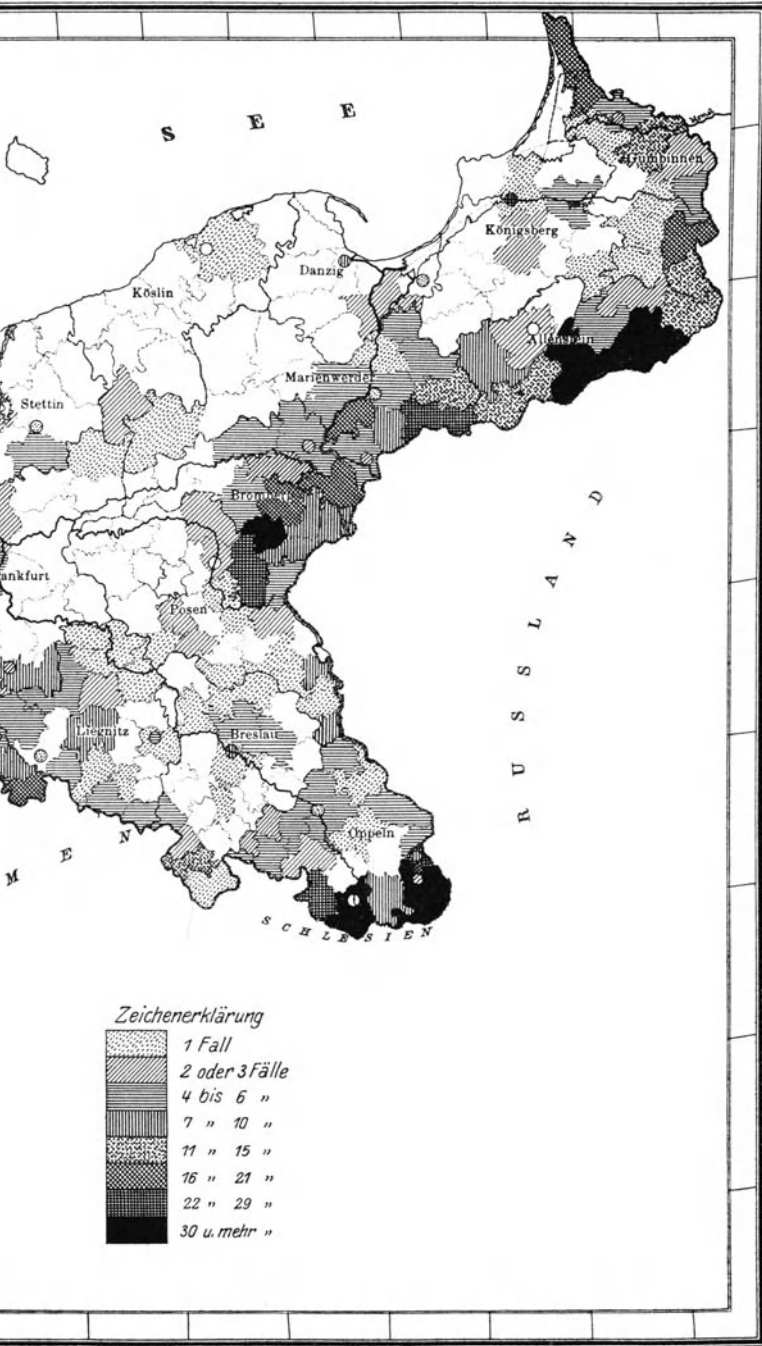 S E E
Memel
Gumbinnen
Königsberg
Danzig
Köslin
Allenstein
Marienwerder
Stettin
Bromberg
ankfurt
Posen
R U S S L A N D
Liegnitz
Breslau
Oppeln
M E N
S C H L E S I E N
Zeichenerklärung
1 Fall
2 oder 3 Fälle
4 bis 6 "
7 " 10 "
11 " 15 "
16 " 21 "
22 " 29 "
30 u. mehr "